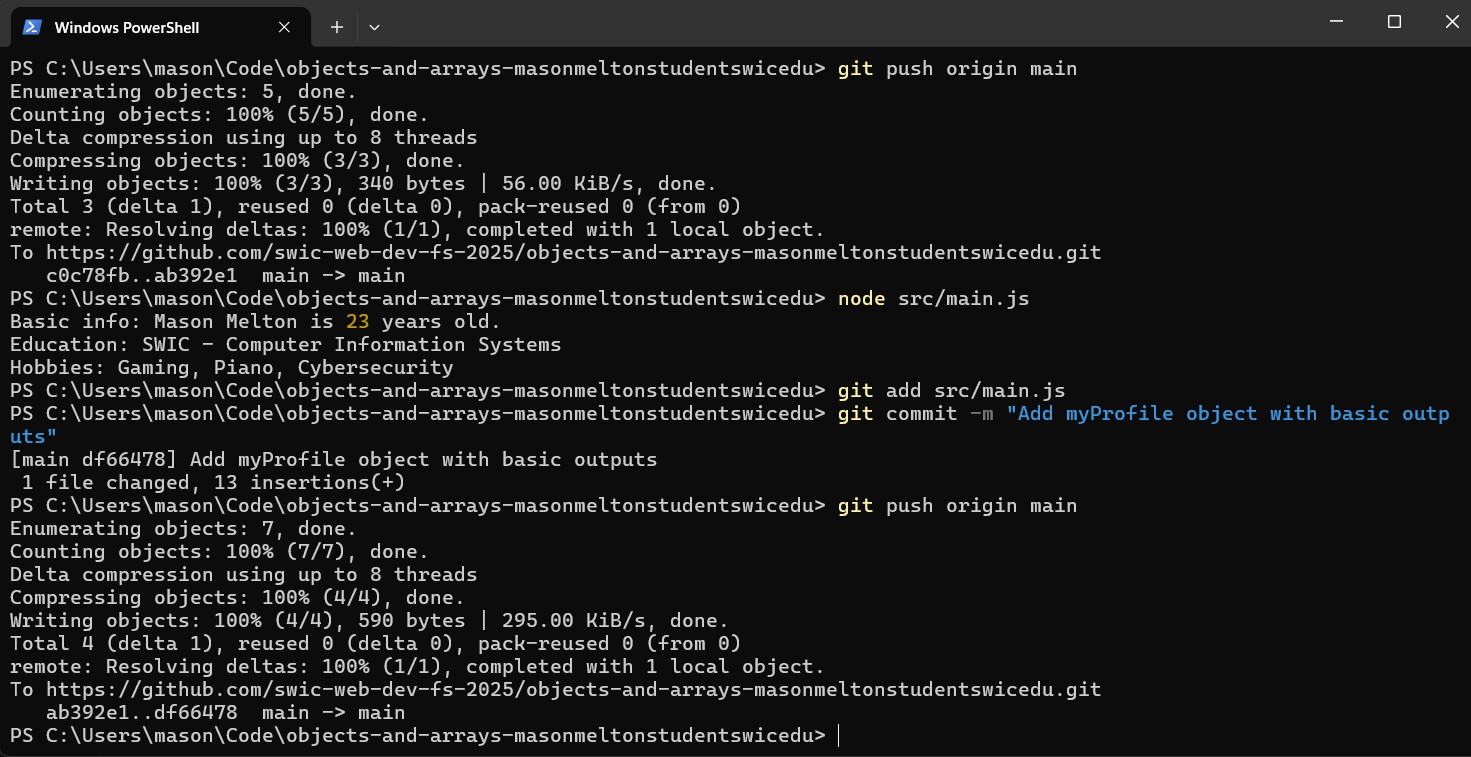 Windows PowerShell
PS C:\Users\mason\Code\objects-and-arrays-masonmeltonstudentswicedu> git push origin main
Enumerating objects: 5, done.
Counting objects: 100% (5/5), done.
Delta compression using up to 8 threads
Compressing objects: 100% (3/3), done.
Writing objects: 100% (3/3), 340 bytes | 56.00 KiB/s, done.
Total 3 (delta 1), reused 0 (delta 0), pack-reused 0 (from 0)
remote: Resolving deltas: 100% (1/1), completed with 1 local object.
To https://github.com/swic-web-dev-fs-2025/objects-and-arrays-masonmeltonstudentswicedu.git
   c0c78fb..ab392e1  main -> main
PS C:\Users\mason\Code\objects-and-arrays-masonmeltonstudentswicedu> node src/main.js
Basic info: Mason Melton is 23 years old.
Education: SWIC - Computer Information Systems
Hobbies: Gaming, Piano, Cybersecurity
PS C:\Users\mason\Code\objects-and-arrays-masonmeltonstudentswicedu> git add src/main.js
PS C:\Users\mason\Code\objects-and-arrays-masonmeltonstudentswicedu> git commit -m "Add myProfile object with basic outp
uts"
[main df66478] Add myProfile object with basic outputs
 1 file changed, 13 insertions(+)
PS C:\Users\mason\Code\objects-and-arrays-masonmeltonstudentswicedu> git push origin main
Enumerating objects: 7, done.
Counting objects: 100% (7/7), done.
Delta compression using up to 8 threads
Compressing objects: 100% (4/4), done.
Writing objects: 100% (4/4), 590 bytes | 295.00 KiB/s, done.
Total 4 (delta 1), reused 0 (delta 0), pack-reused 0 (from 0)
remote: Resolving deltas: 100% (1/1), completed with 1 local object.
To https://github.com/swic-web-dev-fs-2025/objects-and-arrays-masonmeltonstudentswicedu.git
   ab392e1..df66478  main -> main
PS C:\Users\mason\Code\objects-and-arrays-masonmeltonstudentswicedu>